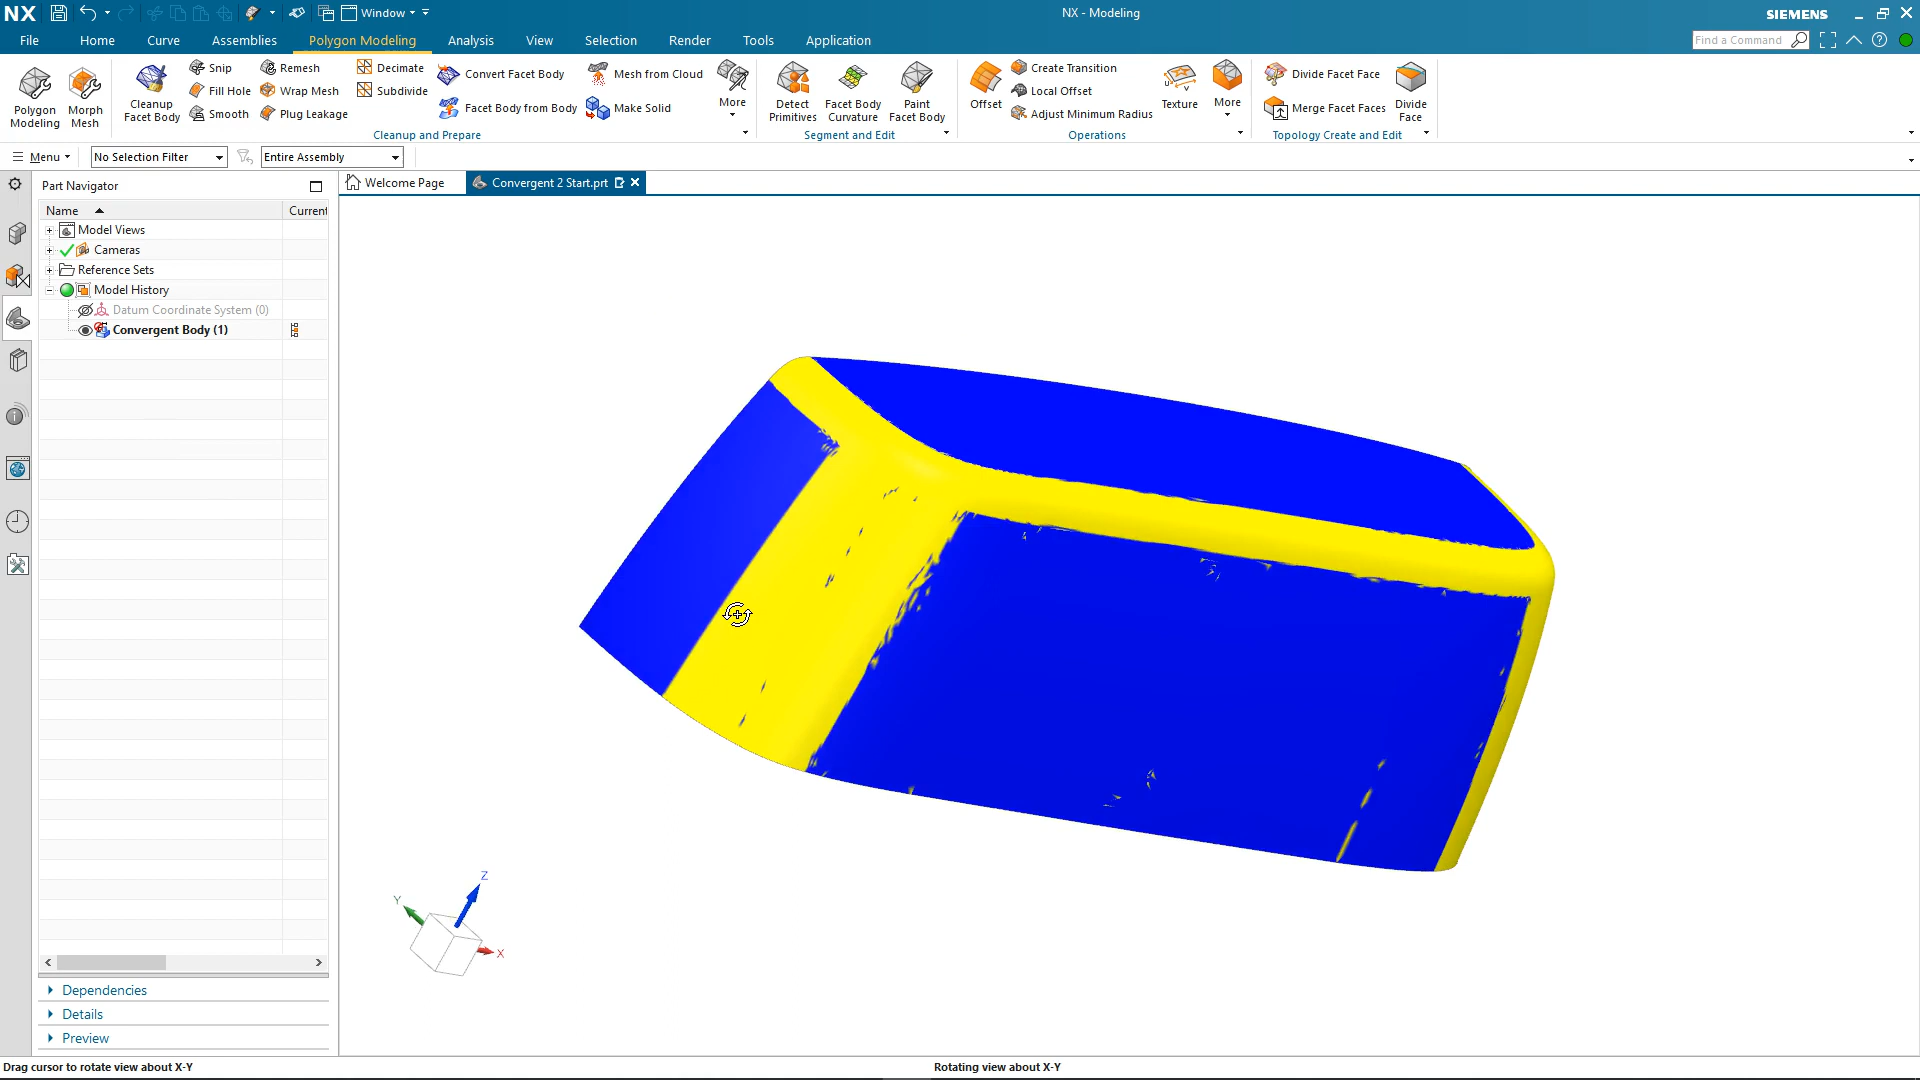 NX
Window
NX - Modeling
SIEMENS
File
Home
Curve
Assemblies
Polygon Modeling
Analysis
View
Selection
Render
Tools
Application
Find a Command
Polygon
Modeling
Morph
Mesh
Cleanup
Facet Body
Snip
Fill Hole
Smooth
Remesh
Wrap Mesh
Plug Leakage
Decimate
Subdivide
Convert Facet Body
Facet Body from Body
Mesh from Cloud
Make Solid
More
Cleanup and Prepare
Detect
Primitives
Facet Body
Curvature
Paint
Facet Body
Segment and Edit
Offset
Create Transition
Local Offset
Adjust Minimum Radius
Texture
More
Operations
Divide Facet Face
Merge Facet Faces
Divide
Face
Topology Create and Edit
Menu
No Selection Filter
Entire Assembly
Part Navigator
Welcome Page
Convergent 2 Start.prt
Name
Current
Model Views
Cameras
Reference Sets
Model History
Datum Coordinate System (0)
Convergent Body (1)
Z
Y
X
Dependencies
Details
Preview
Drag cursor to rotate view about X-Y
Rotating view about X-Y